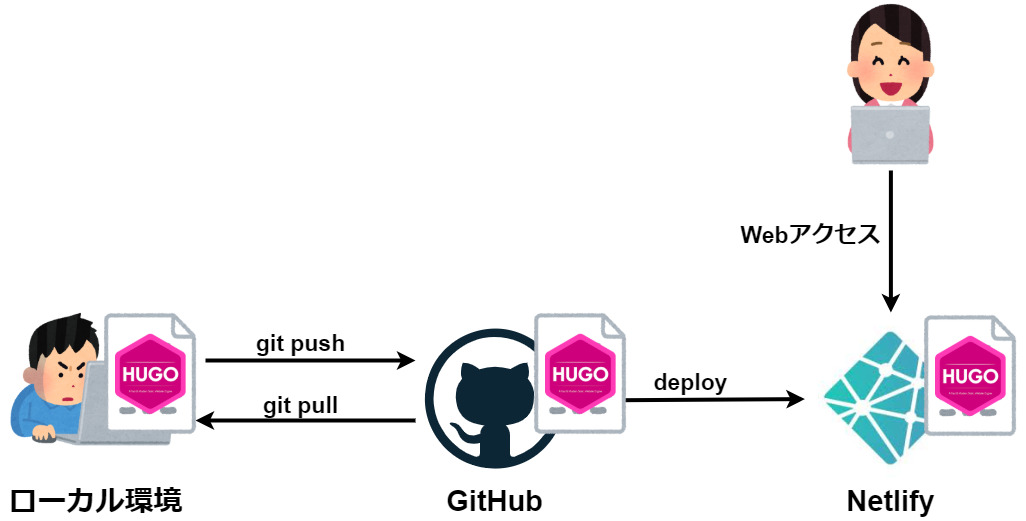 Webアクセス
HUGO
git push
git pull
HUGO
deploy
HUGO
ローカル環境
GitHub
Netlify